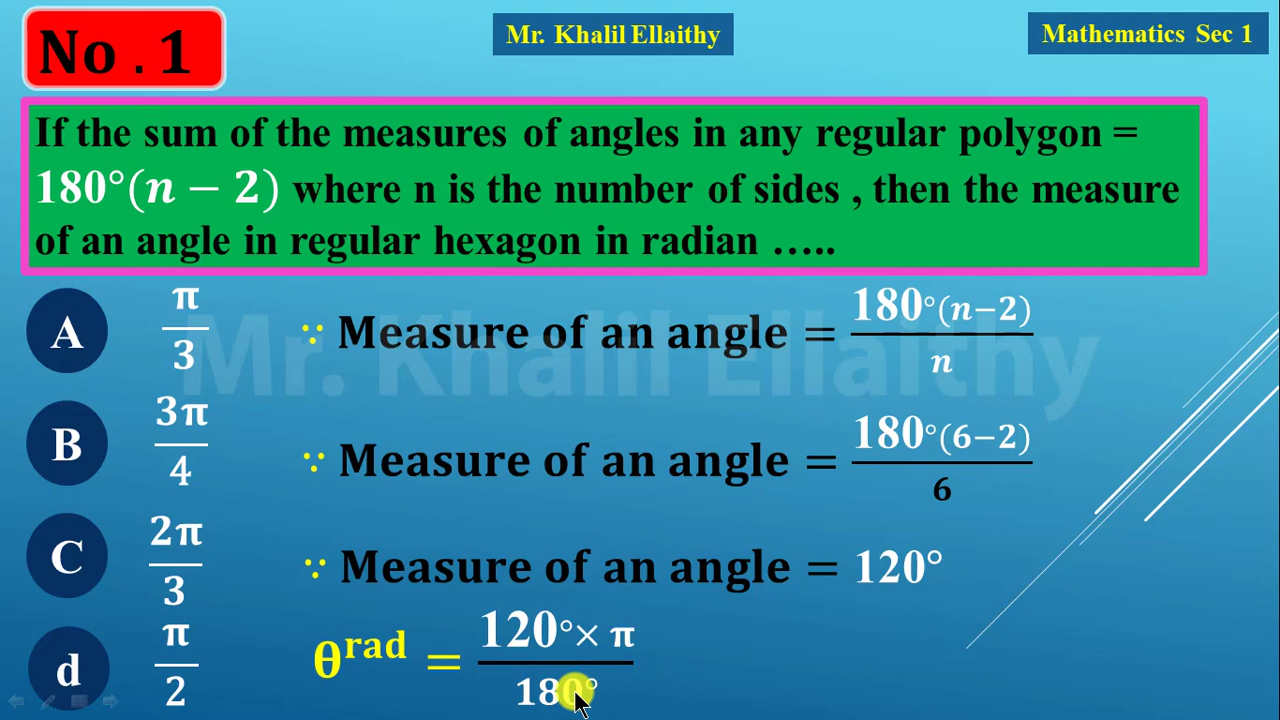 No . 1
Mr. Khalil Ellaithy
Mathematics Sec 1
If the sum of the measures of angles in any regular polygon =
180°(n − 2) where n is the number of sides , then the measure
of an angle in regular hexagon in radian …..
A π/3
∵ Measure of an angle = 180°(n−2)/n
B 3π/4
∵ Measure of an angle = 180°(6−2)/6
C 2π/3
∵ Measure of an angle = 120°
d π/2
θ^rad = 120°× π/180°
Mr. Khalil Ellaithy